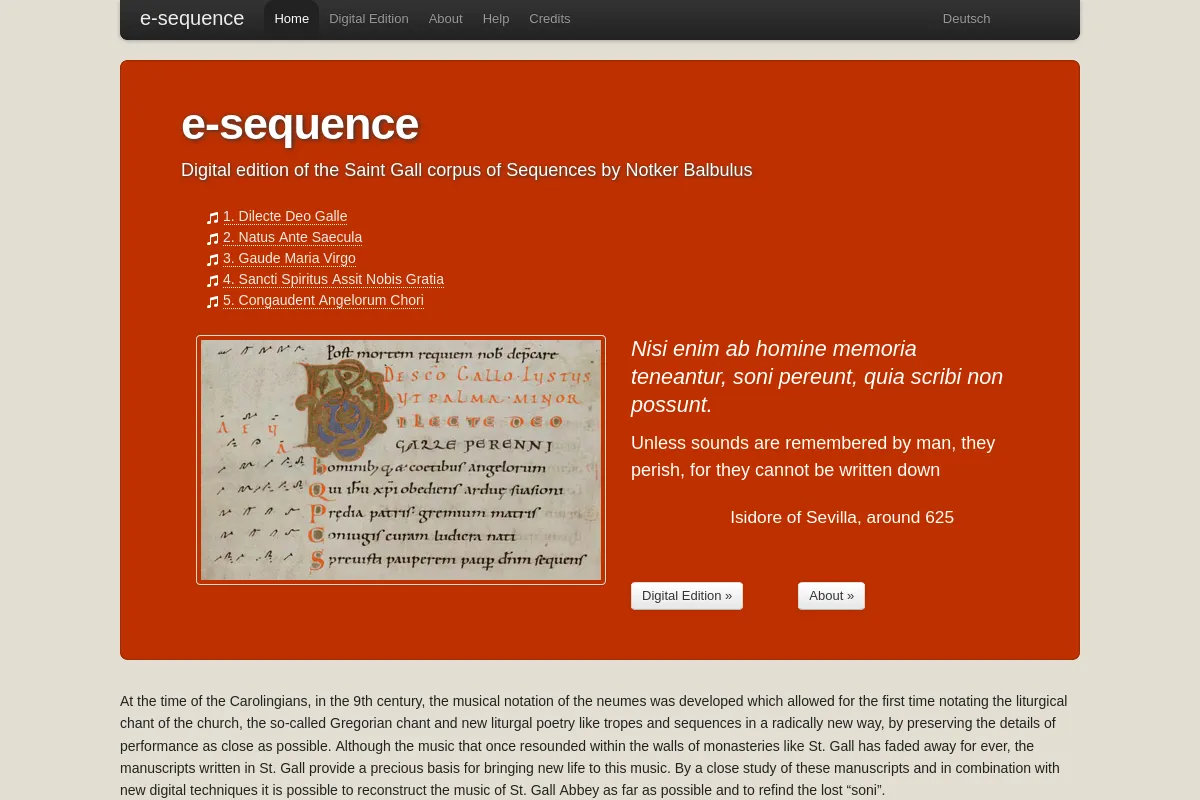 e-sequence Home Digital Edition About Help Credits Deutsch
e-sequence
Digital edition of the Saint Gall corpus of Sequences by Notker Balbulus
1. Dilecte Deo Galle
2. Natus Ante Saecula
3. Gaude Maria Virgo
4. Sancti Spiritus Assit Nobis Gratia
5. Congaudent Angelorum Chori
Post mortem requiem nob depcare
DE SCO GALLO IVSTVS
VT PALMA MINOR
ILECTE DEO
GALLE PERENNI
hominib; q; & coetibus angelorum
Qui ihu xpi obediens arduę suasioni
Prędia patris gremium matris
Coniugis curam ludicra nati
Sprevisti pauperem paup dnm sequens
Nisi enim ab homine memoria
teneantur, soni pereunt, quia scribi non
possunt.
Unless sounds are remembered by man, they
perish, for they cannot be written down
Isidore of Sevilla, around 625
Digital Edition » About »
At the time of the Carolingians, in the 9th century, the musical notation of the neumes was developed which allowed for the first time notating the liturgical
chant of the church, the so-called Gregorian chant and new liturgal poetry like tropes and sequences in a radically new way, by preserving the details of
performance as close as possible. Although the music that once resounded within the walls of monasteries like St. Gall has faded away for ever, the
manuscripts written in St. Gall provide a precious basis for bringing new life to this music. By a close study of these manuscripts and in combination with
new digital techniques it is possible to reconstruct the music of St. Gall Abbey as far as possible and to refind the lost “soni”.